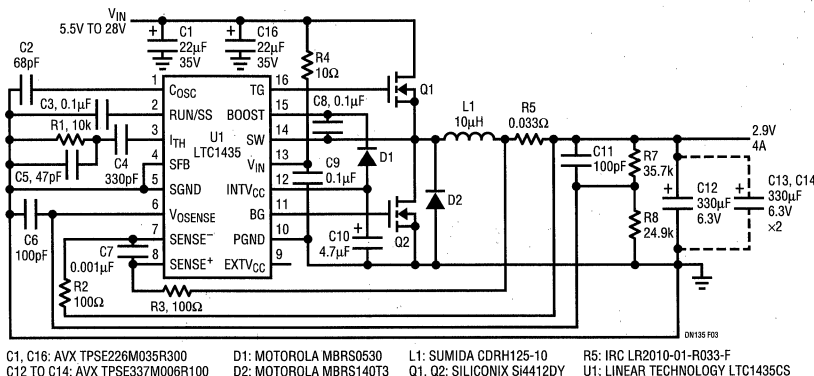 VIN
5.5V TO 28V
C1
22µF
35V
C16
22µF
35V
C2
68pF
R4
10Ω
1
COSC
TG
16
Q1
C3, 0.1µF
2
RUN/SS
BOOST
15
C8, 0.1µF
R1, 10k
3
ITH
U1
LTC1435
SW
14
L1
10µH
R5
0.033Ω
2.9V
4A
C5, 47pF
C4
330pF
4
SFB
VIN
13
C9
0.1µF
D1
C11
100pF
R7
35.7k
5
SGND
INTVCC
12
D2
C12
330µF
6.3V
C13, C14
330µF
6.3V
×2
6
VOSENSE
BG
11
Q2
R8
24.9k
C6
100pF
7
SENSE−
PGND
10
C10
4.7µF
C7
0.001µF
8
SENSE+
EXTVCC
9
R2
100Ω
R3, 100Ω
DN135 F03
C1, C16: AVX TPSE226M035R300 D1: MOTOROLA MBRS0530 L1: SUMIDA CDRH125-10 R5: IRC LR2010-01-R033-F
C12 TO C14: AVX TPSE337M006R100 D2: MOTOROLA MBRS140T3 Q1, Q2: SILICONIX Si4412DY U1: LINEAR TECHNOLOGY LTC1435CS